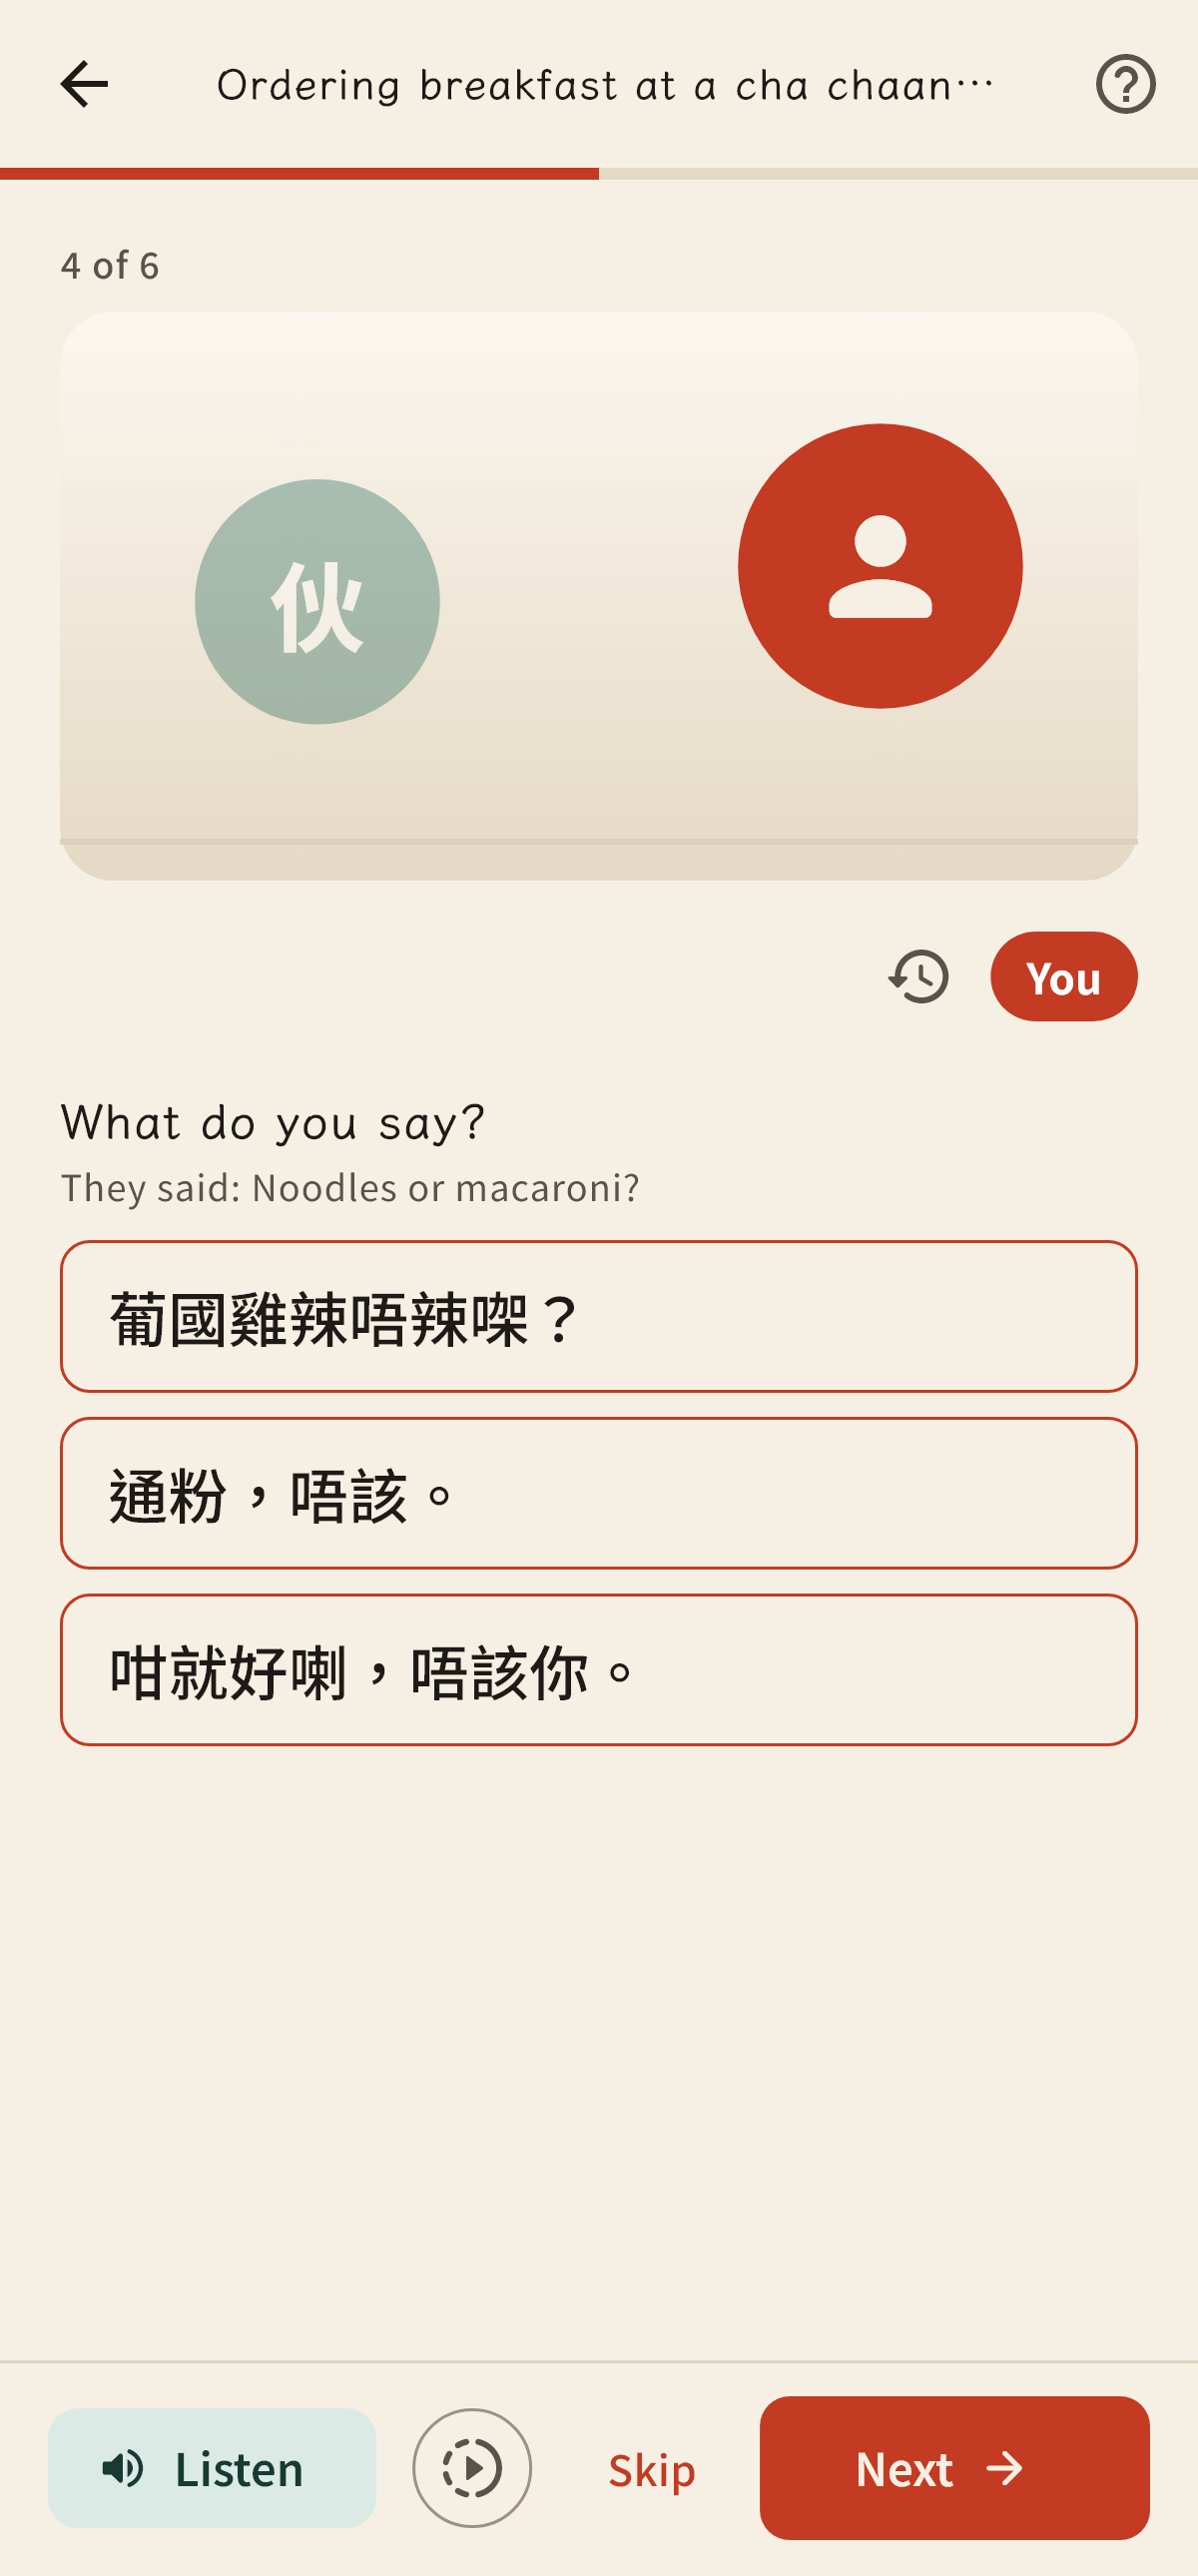 Ordering breakfast at a cha chaan…
4 of 6
伙
You
What do you say?
They said: Noodles or macaroni?
葡國雞辣唔辣㗎？
通粉，唔該。
咁就好喇，唔該你。
Listen
Skip
Next